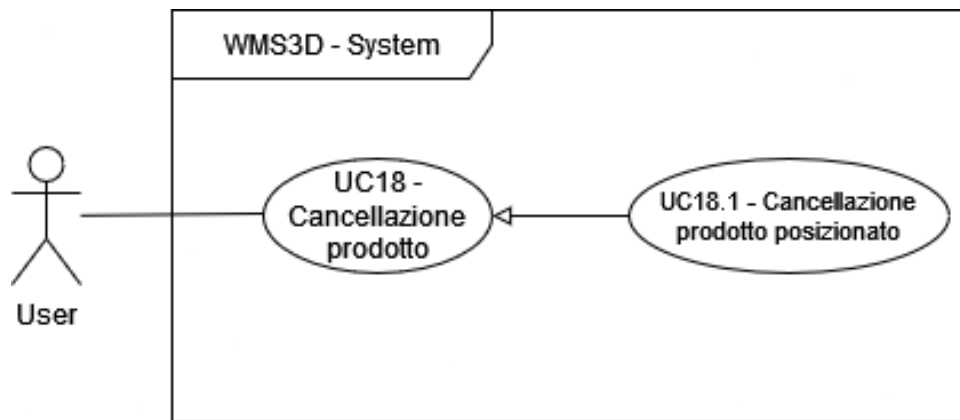 WMS3D - System
UC18 -
Cancellazione
prodotto
UC18.1 - Cancellazione
prodotto posizionato
User